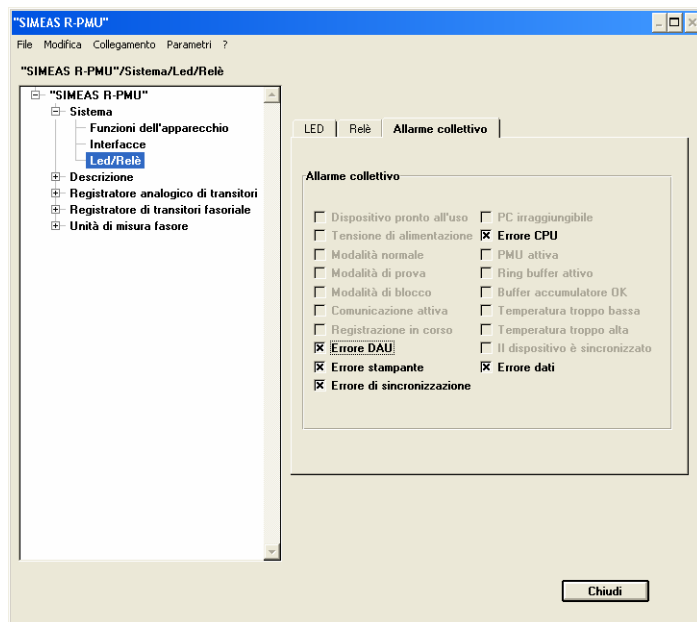 "SIMEAS R-PMU"
File Modifica Collegamento Parametri ?
"SIMEAS R-PMU"/Sistema/Led/Relè
"SIMEAS R-PMU"
Sistema
Funzioni dell'apparecchio
Interfacce
Led/Relè
Descrizione
Registratore analogico di transitori
Registratore di transitori fasoriale
Unità di misura fasore
LED Relè Allarme collettivo
Allarme collettivo
Dispositivo pronto all'uso PC irraggiungibile
Tensione di alimentazione Errore CPU
Modalità normale PMU attiva
Modalità di prova Ring buffer attivo
Modalità di blocco Buffer accumulatore OK
Comunicazione attiva Temperatura troppo bassa
Registrazione in corso Temperatura troppo alta
Errore DAU Il dispositivo è sincronizzato
Errore stampante Errore dati
Errore di sincronizzazione
Chiudi